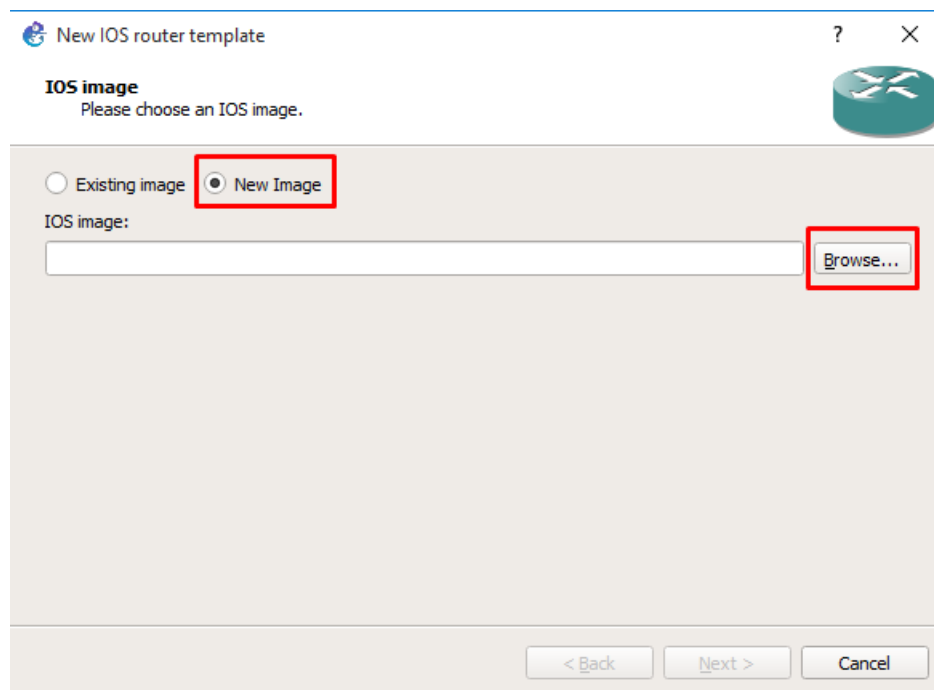 New IOS router template ?
IOS image
Please choose an IOS image.
Existing image New Image
IOS image:
Browse...
< Back Next > Cancel